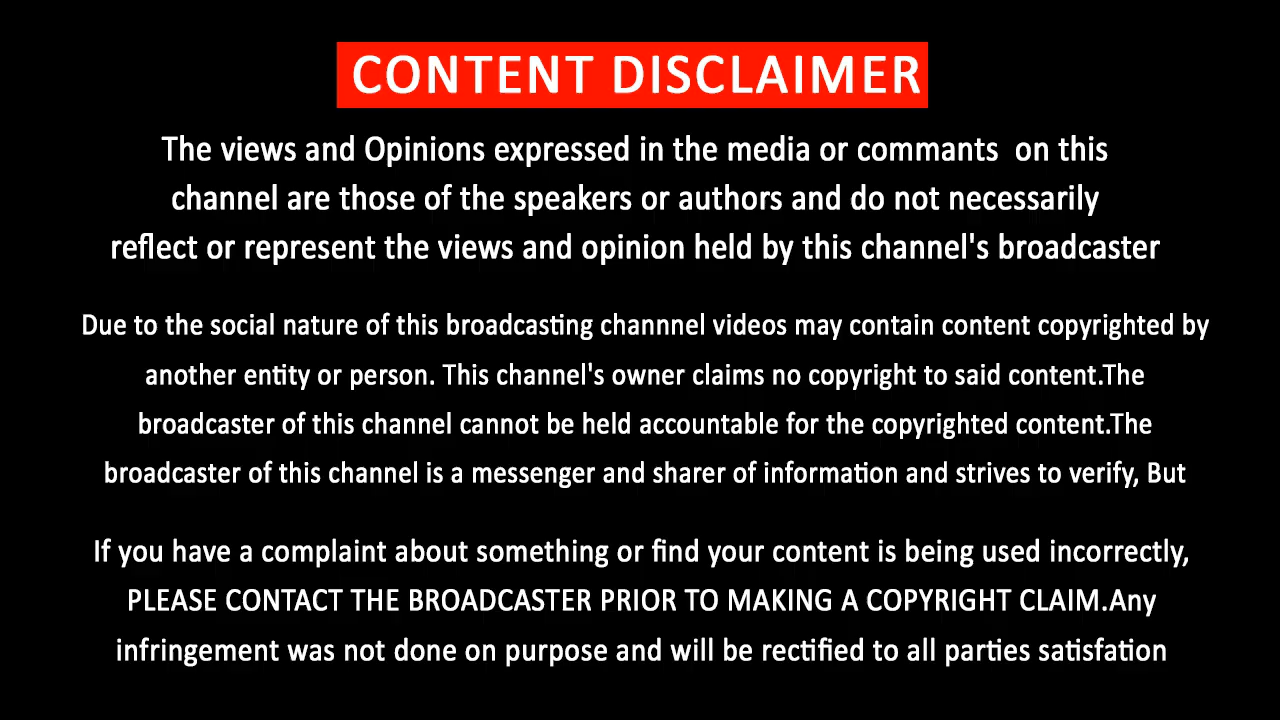 CONTENT DISCLAIMER
The views and Opinions expressed in the media or commants on this
channel are those of the speakers or authors and do not necessarily
reflect or represent the views and opinion held by this channel's broadcaster
Due to the social nature of this broadcasting channnel videos may contain content copyrighted by
another entity or person. This channel's owner claims no copyright to said content.The
broadcaster of this channel cannot be held accountable for the copyrighted content.The
broadcaster of this channel is a messenger and sharer of information and strives to verify, But
If you have a complaint about something or find your content is being used incorrectly,
PLEASE CONTACT THE BROADCASTER PRIOR TO MAKING A COPYRIGHT CLAIM.Any
infringement was not done on purpose and will be rectified to all parties satisfation